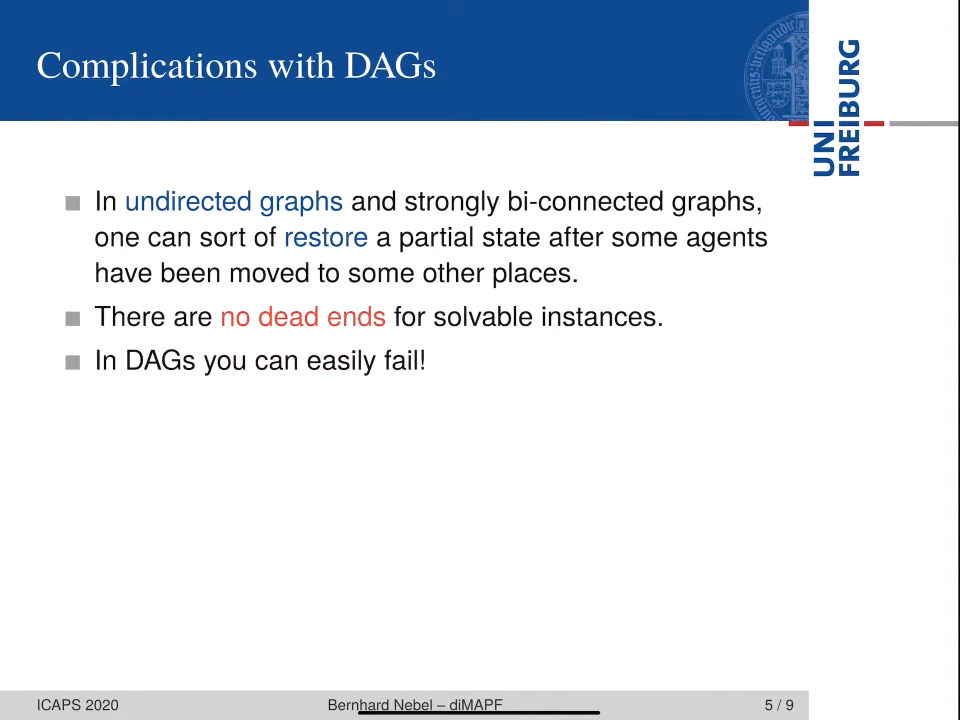 Complications with DAGs
UNI
FREIBURG
In undirected graphs and strongly bi-connected graphs,
one can sort of restore a partial state after some agents
have been moved to some other places.
There are no dead ends for solvable instances.
In DAGs you can easily fail!
ICAPS 2020
Bernhard Nebel – diMAPF
5 / 9